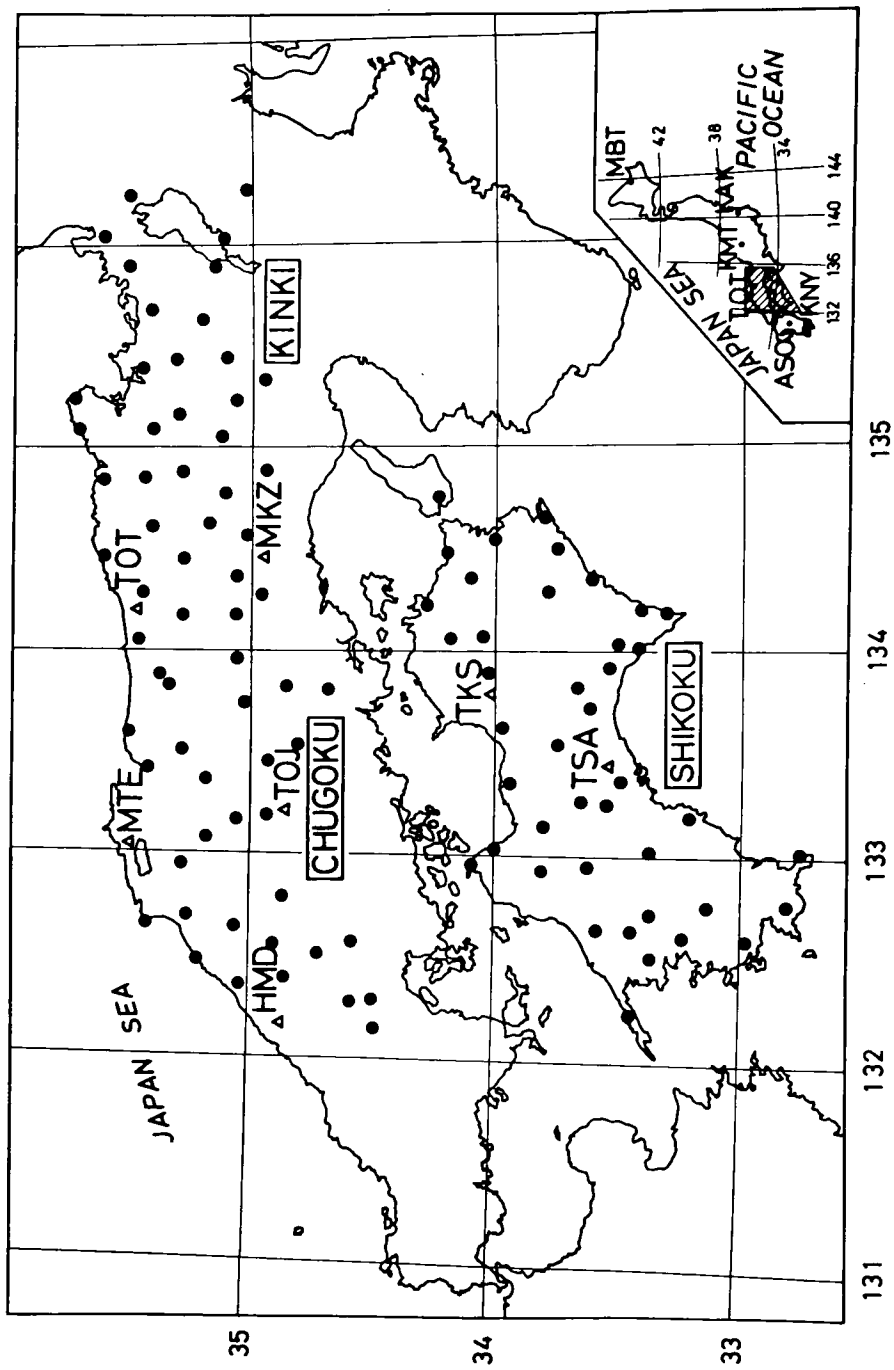 JAPAN SEA
MTE
TOT
HMD
TOJ
CHUGOKU
MKZ
KINKI
TKS
TSA
SHIKOKU
35
34
33
131
132
133
134
135
MBT
42
JAPAN SEA
38
KAK
PACIFIC
OCEAN
KMT
TOT
34
ASO
KNY
132
136
140
144